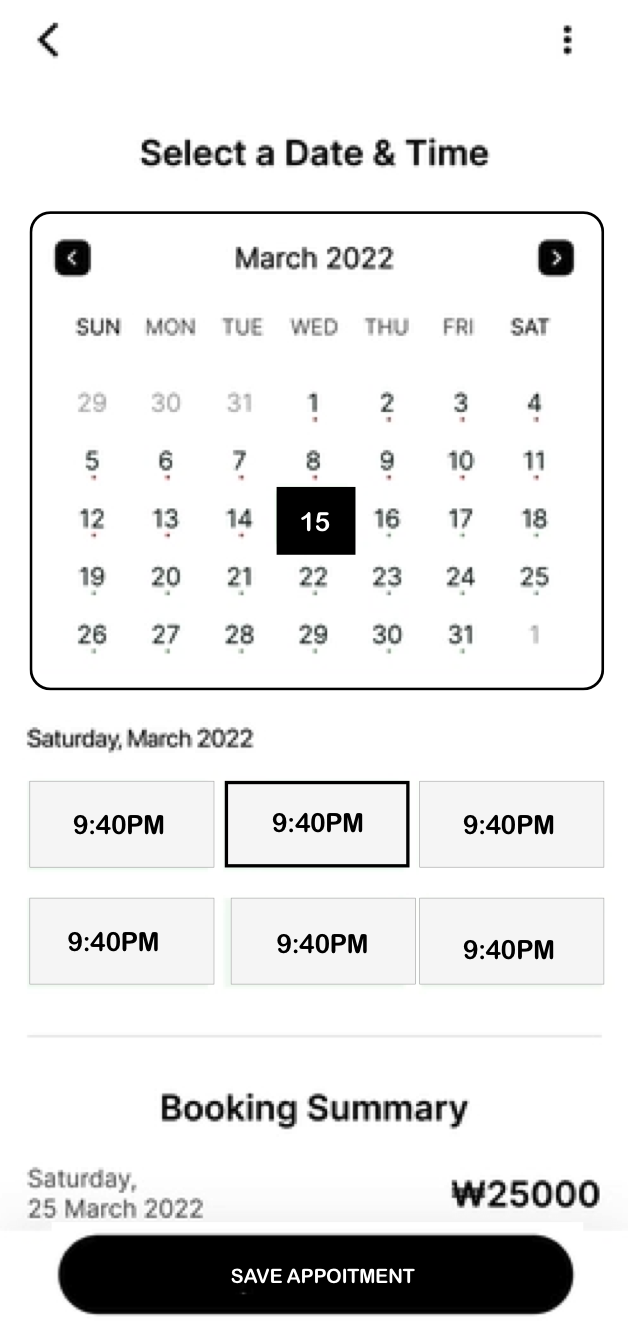 Select a Date & Time
March 2022
SUN MON TUE WED THU FRI SAT
29 30 31 1 2 3 4
5 6 7 8 9 10 11
12 13 14 15 16 17 18
19 20 21 22 23 24 25
26 27 28 29 30 31 1
Saturday, March 2022
9:40PM 9:40PM 9:40PM
9:40PM 9:40PM 9:40PM
Booking Summary
Saturday,
25 March 2022
₩25000
SAVE APPOITMENT